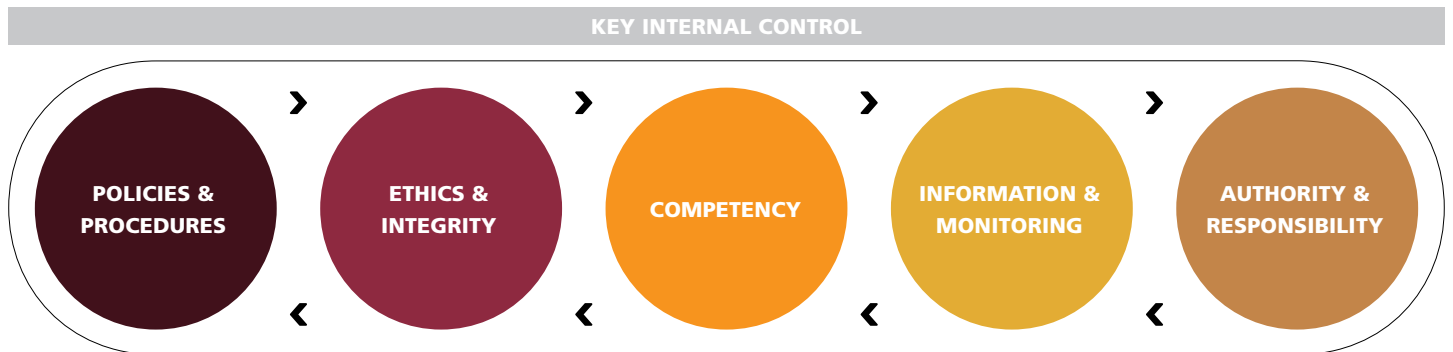 KEY INTERNAL CONTROL
POLICIES &
PROCEDURES
ETHICS &
INTEGRITY
COMPETENCY
INFORMATION &
MONITORING
AUTHORITY &
RESPONSIBILITY